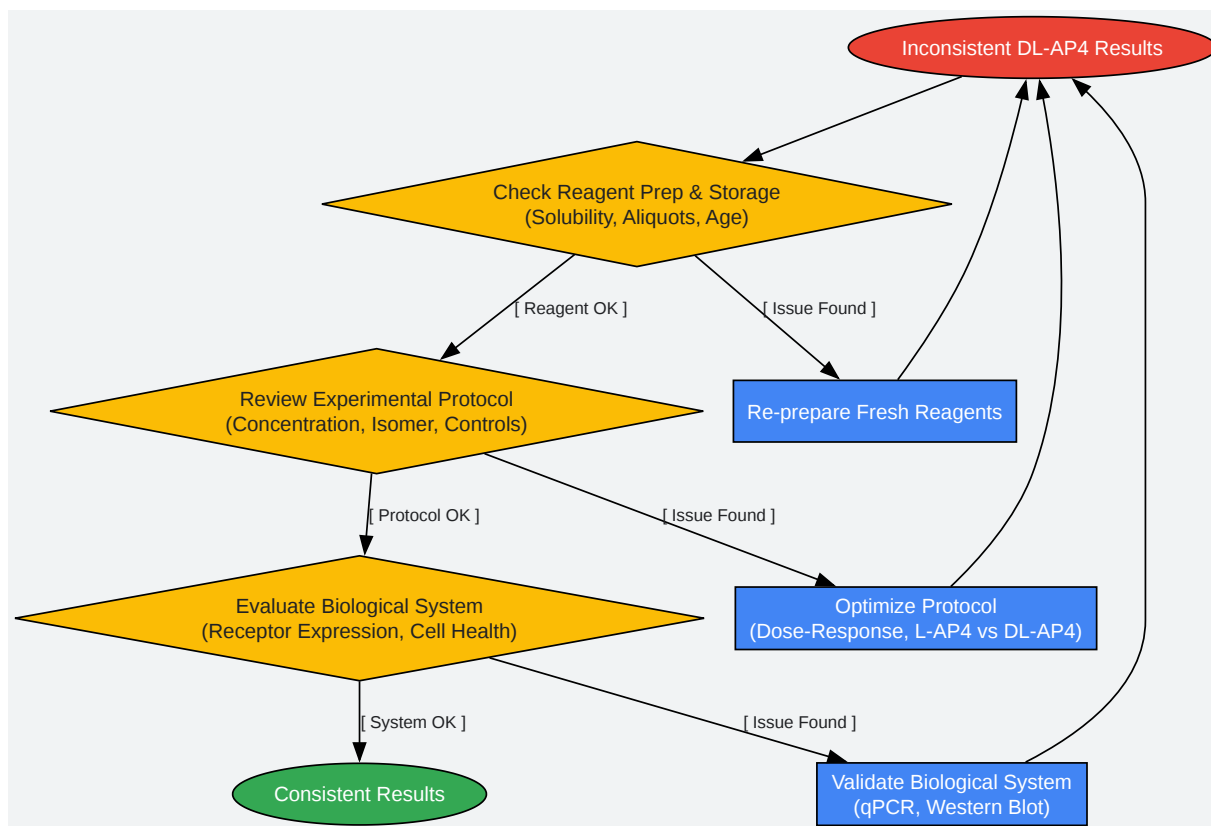 Inconsistent DL-AP4 Results
Check Reagent Prep & Storage
(Solubility, Aliquots, Age)
[ Reagent OK ]
[ Issue Found ]
Review Experimental Protocol
(Concentration, Isomer, Controls)
Re-prepare Fresh Reagents
[ Protocol OK ]
[ Issue Found ]
Evaluate Biological System
(Receptor Expression, Cell Health)
Optimize Protocol
(Dose-Response, L-AP4 vs DL-AP4)
[ System OK ]
[ Issue Found ]
Consistent Results
Validate Biological System
(qPCR, Western Blot)